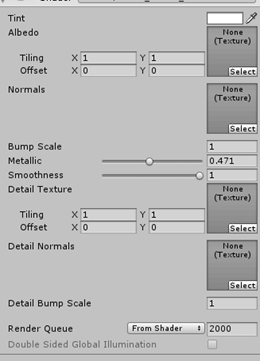 Tint
Albedo
None
(Texture)
Tiling X 1 Y 1
Offset X 0 Y 0
Select
Normals
None
(Texture)
Select
Bump Scale 1
Metallic 0.471
Smoothness 1
Detail Texture
None
(Texture)
Tiling X 1 Y 1
Offset X 0 Y 0
Select
Detail Normals
None
(Texture)
Select
Detail Bump Scale 1
Render Queue From Shader 2000
Double Sided Global Illumination